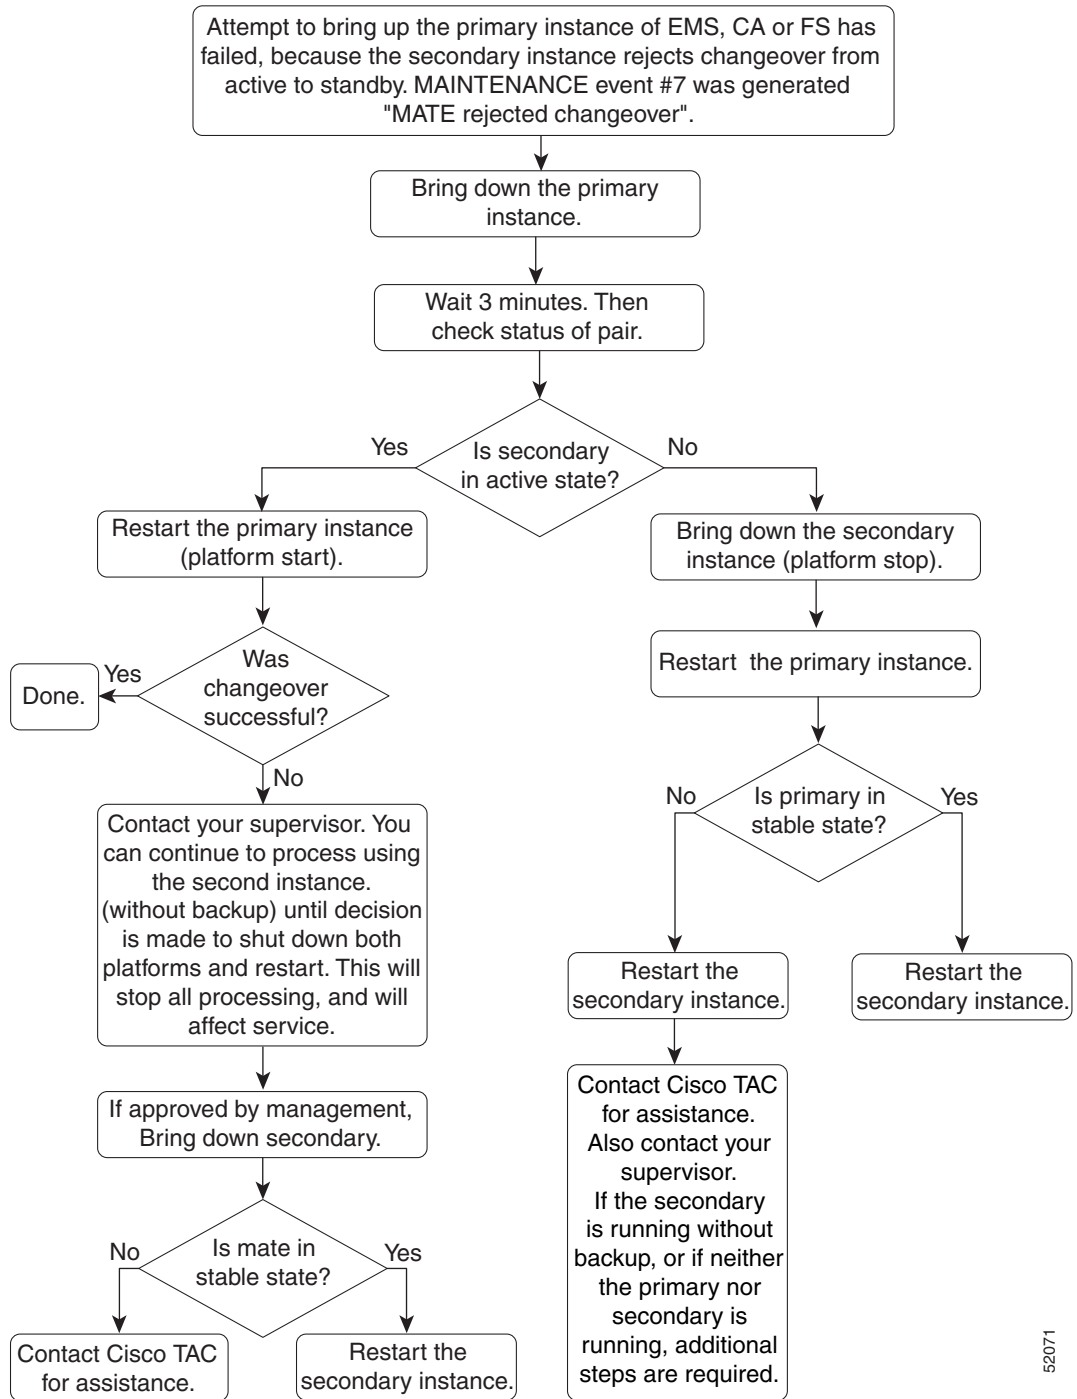 Attempt to bring up the primary instance of EMS, CA or FS has
failed, because the secondary instance rejects changeover from
active to standby. MAINTENANCE event #7 was generated
"MATE rejected changeover".
Bring down the primary
instance.
Wait 3 minutes. Then
check status of pair.
Yes
Is secondary
in active state?
No
Restart the primary instance
(platform start).
Bring down the secondary
instance (platform stop).
Done.
Yes
Was
changeover
successful?
Restart the primary instance.
No
Contact your supervisor. You
can continue to process using
the second instance.
(without backup) until decision
is made to shut down both
platforms and restart. This will
stop all processing, and will
affect service.
No
Is primary in
stable state?
Yes
Restart the
secondary instance.
Restart the
secondary instance.
If approved by management,
Bring down secondary.
Contact Cisco TAC
for assistance.
Also contact your
supervisor.
If the secondary
is running without
backup, or if neither
the primary nor
secondary is
running, additional
steps are required.
No
Is mate in
stable state?
Yes
Contact Cisco TAC
for assistance.
Restart the
secondary instance.
52071